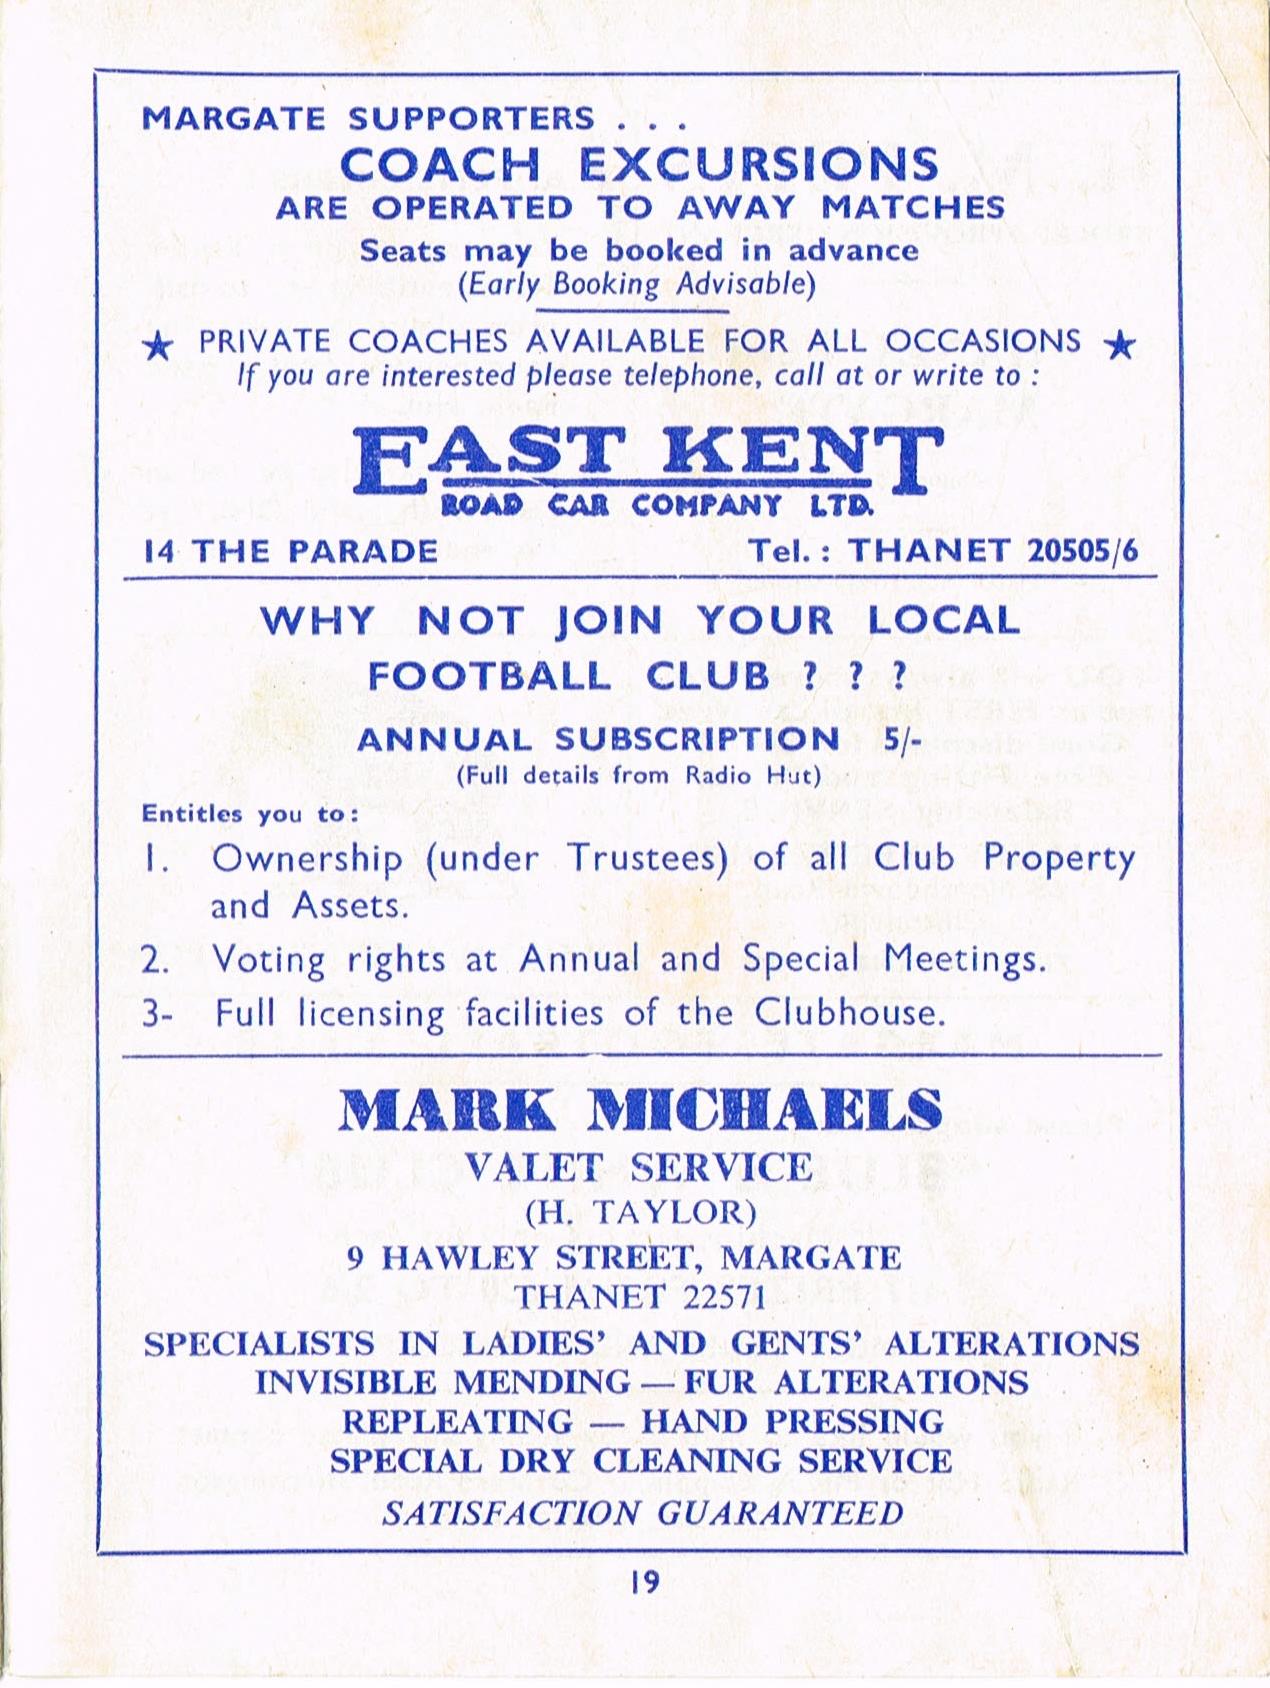 MARGATE SUPPORTERS . . .
COACH EXCURSIONS
ARE OPERATED TO AWAY MATCHES
Seats may be booked in advance
(Early Booking Advisable)
★ PRIVATE COACHES AVAILABLE FOR ALL OCCASIONS ★
If you are interested please telephone, call at or write to :
EAST KENT
ROAD CAR COMPANY LTD.
14 THE PARADE Tel. : THANET 20505/6
WHY NOT JOIN YOUR LOCAL
FOOTBALL CLUB ? ? ?
ANNUAL SUBSCRIPTION 5/-
(Full details from Radio Hut)
Entitles you to:
1. Ownership (under Trustees) of all Club Property
and Assets.
2. Voting rights at Annual and Special Meetings.
3- Full licensing facilities of the Clubhouse.
MARK MICHAELS
VALET SERVICE
(H. TAYLOR)
9 HAWLEY STREET, MARGATE
THANET 22571
SPECIALISTS IN LADIES' AND GENTS' ALTERATIONS
INVISIBLE MENDING — FUR ALTERATIONS
REPLEATING — HAND PRESSING
SPECIAL DRY CLEANING SERVICE
SATISFACTION GUARANTEED
19